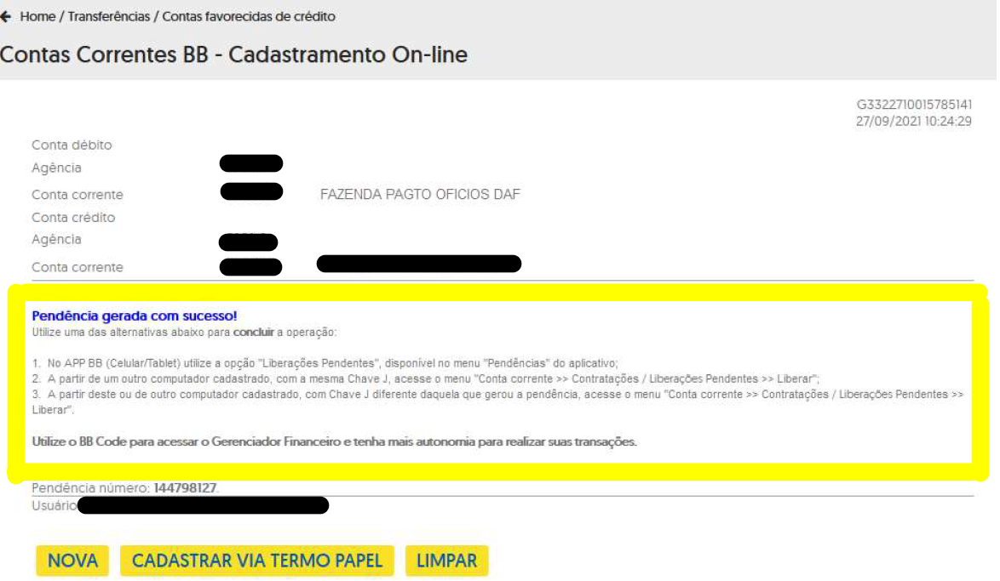 Home / Transferências / Contas favorecidas de crédito
Contas Correntes BB - Cadastramento On-line
G3322710015785141
27/09/2021 10:24:29
Conta débito
Agência
Conta corrente FAZENDA PAGTO OFICIOS DAF
Conta crédito
Agência
Conta corrente
Pendência gerada com sucesso!
Utilize uma das alternativas abaixo para concluir a operação:
1. No APP BB (Celular/Tablet) utilize a opção "Liberações Pendentes", disponível no menu "Pendências" do aplicativo;
2. A partir de um outro computador cadastrado, com a mesma Chave J, acesse o menu "Conta corrente >> Contratações / Liberações Pendentes >> Liberar";
3. A partir deste ou de outro computador cadastrado, com Chave J diferente daquela que gerou a pendência, acesse o menu "Conta corrente >> Contratações / Liberações Pendentes >>
Liberar".
Utilize o BB Code para acessar o Gerenciador Financeiro e tenha mais autonomia para realizar suas transações.
Pendência número: 144798127.
Usuário
NOVA CADASTRAR VIA TERMO PAPEL LIMPAR